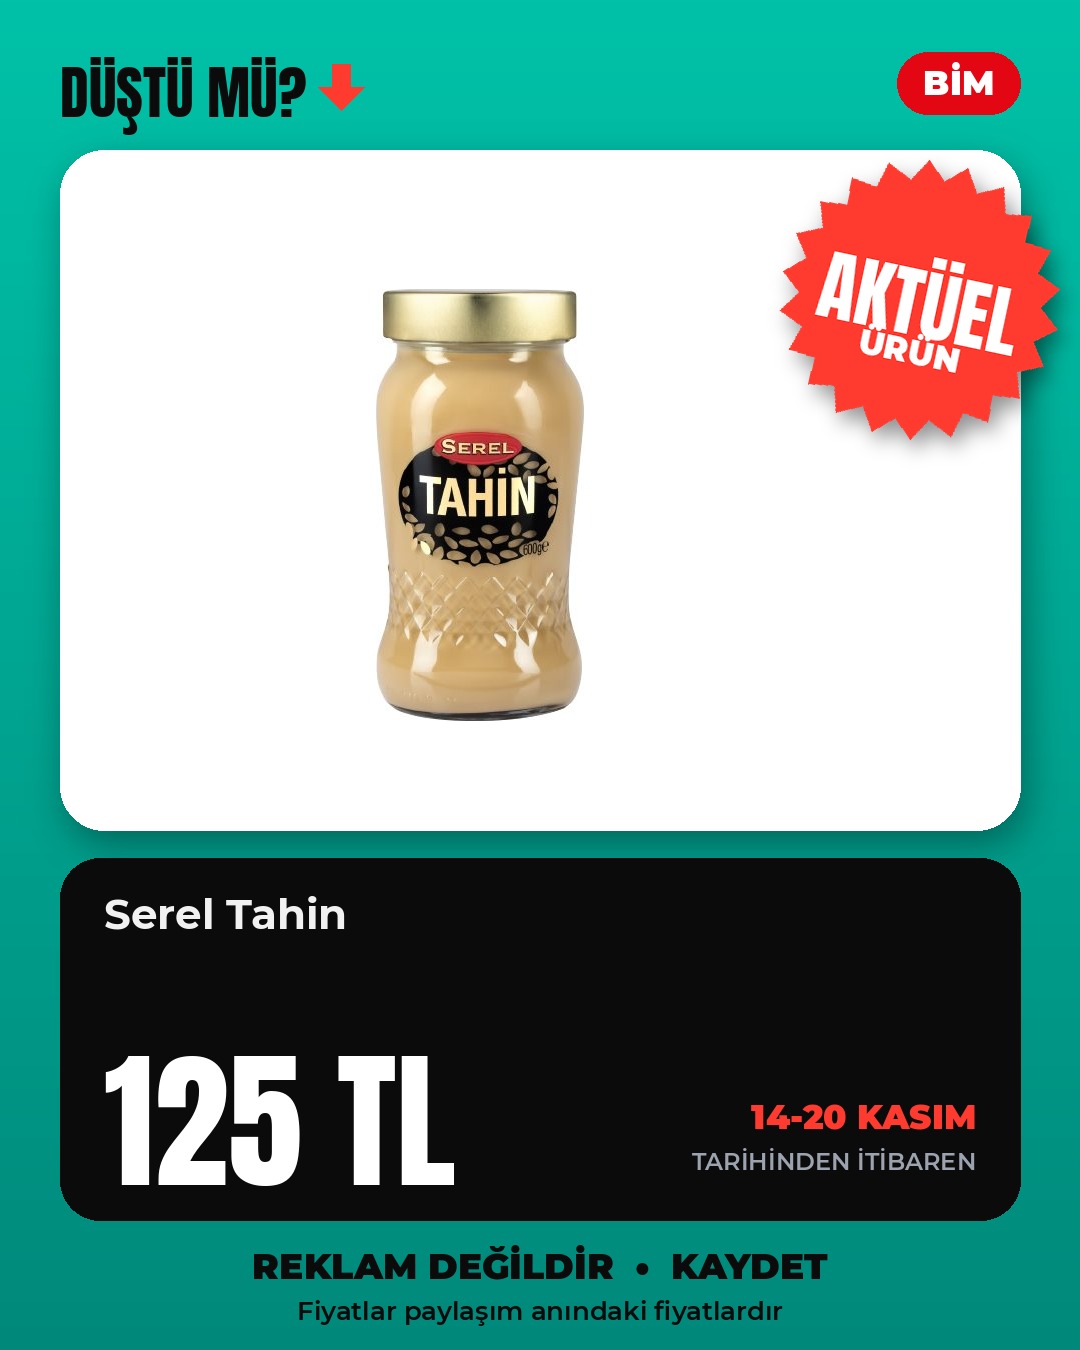 DÜŞTÜ MÜ?
BİM
AKTÜEL
ÜRÜN
SEREL
TAHİN
600g℮
Serel Tahin
125 TL
14-20 KASIM
TARİHİNDEN İTİBAREN
REKLAM DEĞİLDİR • KAYDET
Fiyatlar paylaşım anındaki fiyatlardır